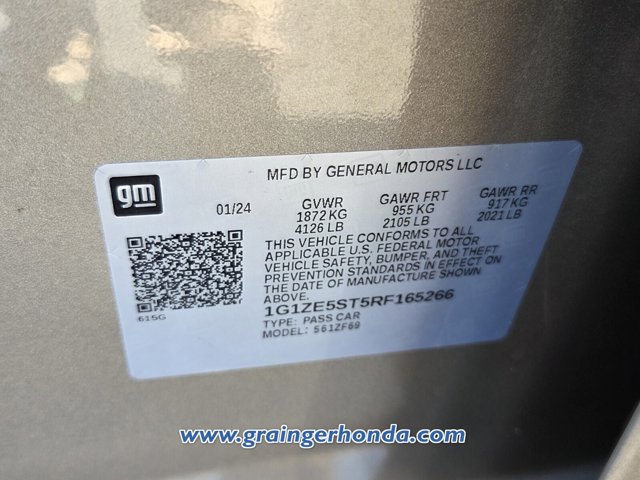 MFD BY GENERAL MOTORS LLC
gm
01/24
GVWR
1872 KG
4126 LB
GAWR FRT
955 KG
2105 LB
GAWR RR
917 KG
2021 LB
THIS VEHICLE CONFORMS TO ALL
APPLICABLE U.S. FEDERAL MOTOR
VEHICLE SAFETY, BUMPER, AND THEFT
PREVENTION STANDARDS IN EFFECT ON
THE DATE OF MANUFACTURE SHOWN
ABOVE.
1G1ZE5ST5RF165266
TYPE: PASS CAR
MODEL: 561ZF69
615G
www.graingerhonda.com